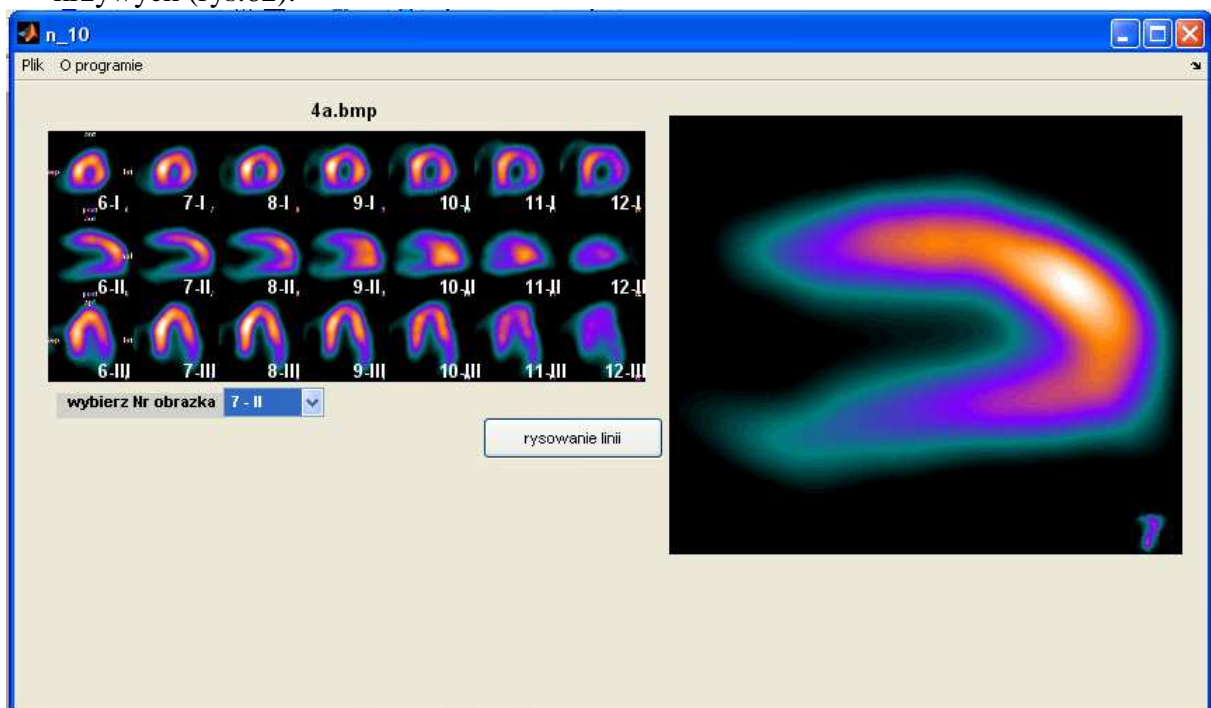 n_10
Plik O programie
4a.bmp
6-I 7-I 8-I 9-I 10-I 11-I 12-I
6-II 7-II 8-II 9-II 10-II 11-II 12-II
6-III 7-III 8-III 9-III 10-III 11-III 12-III
wybierz Nr obrazka 7 - II
rysowanie linii
7